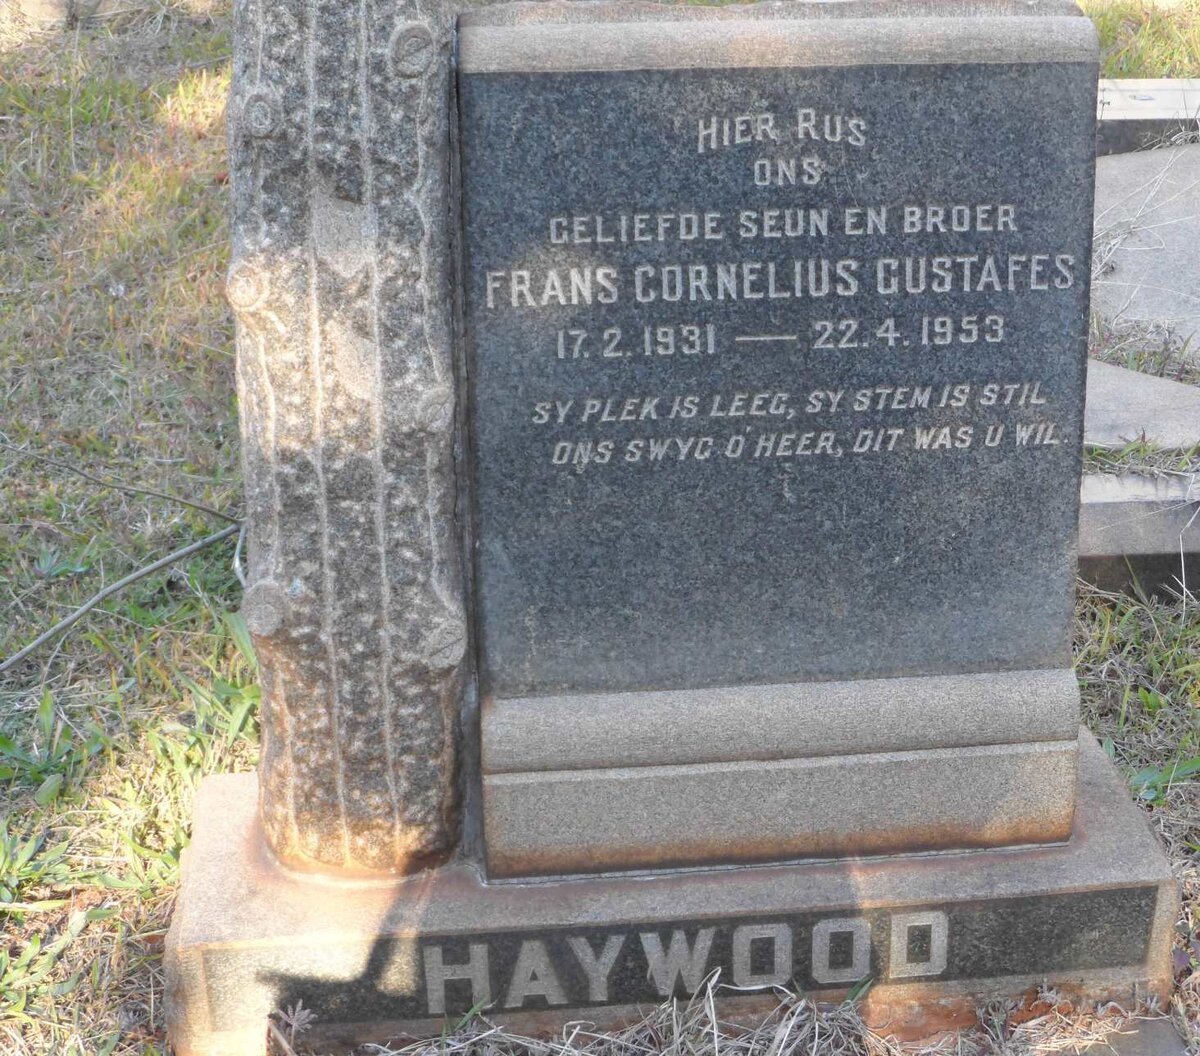 HIER RUS
ONS
GELIEFDE SEUN EN BROER
FRANS CORNELIUS GUSTAFES
17.2.1931 — 22.4.1953
SY PLEK IS LEEG, SY STEM IS STIL
ONS SWYG O' HEER, DIT WAS U WIL.
HAYWOOD